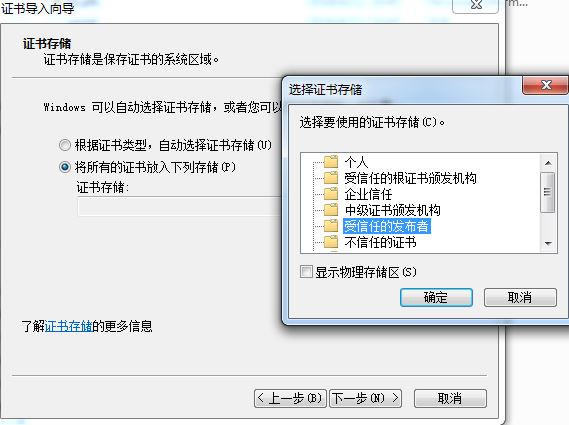 证书导入向导
rm...
证书存储
证书存储是保存证书的系统区域。
Windows 可以自动选择证书存储，或者您可以
根据证书类型，自动选择证书存储(U)
将所有的证书放入下列存储(P)
证书存储:
了解证书存储的更多信息
< 上一步(B) 下一步(N) > 取消
选择证书存储
选择要使用的证书存储(C)。
个人
受信任的根证书颁发机构
企业信任
中级证书颁发机构
受信任的发布者
不信任的证书
显示物理存储区(S)
确定 取消